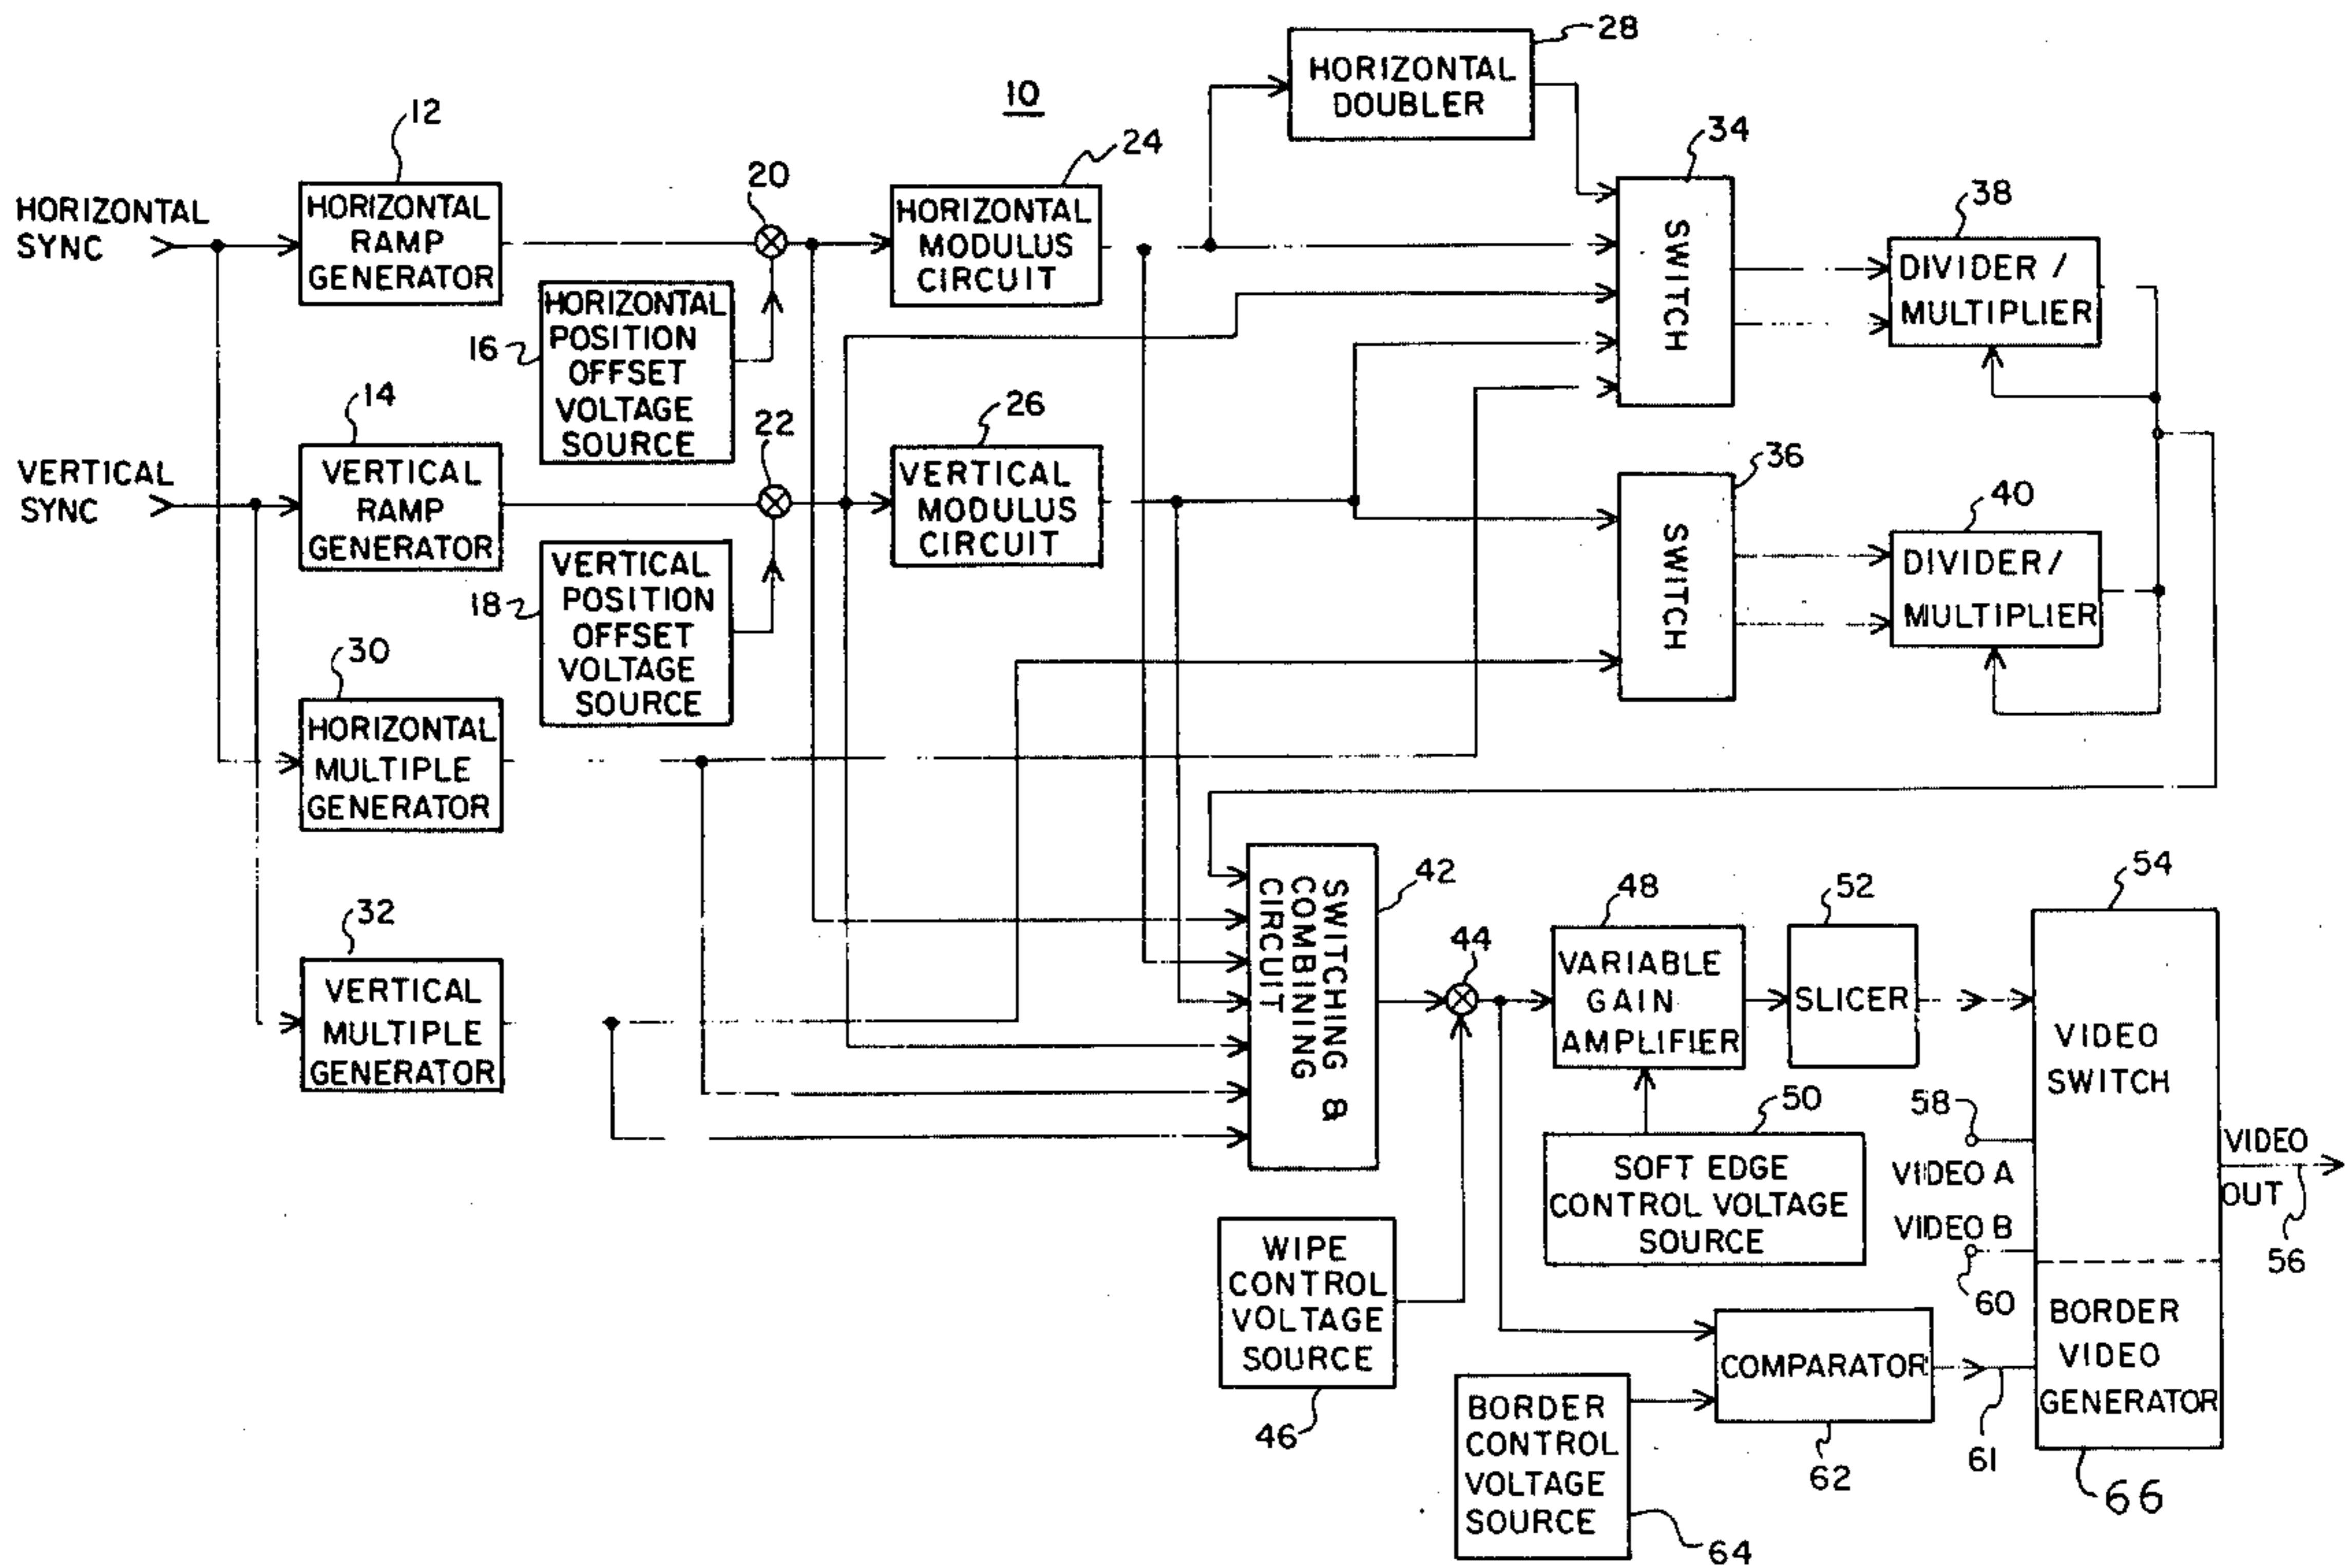 10
HORIZONTAL
SYNC
12
HORIZONTAL
RAMP
GENERATOR
16
HORIZONTAL
POSITION
OFFSET
VOLTAGE
SOURCE
20
24
HORIZONTAL
MODULUS
CIRCUIT
28
HORIZONTAL
DOUBLER
34
SWITCH
38
DIVIDER /
MULTIPLIER
VERTICAL
SYNC
14
VERTICAL
RAMP
GENERATOR
18
VERTICAL
POSITION
OFFSET
VOLTAGE
SOURCE
22
26
VERTICAL
MODULUS
CIRCUIT
36
SWITCH
40
DIVIDER/
MULTIPLIER
30
HORIZONTAL
MULTIPLE
GENERATOR
32
VERTICAL
MULTIPLE
GENERATOR
42
SWITCHING &
COMBINING
CIRCUIT
44
48
VARIABLE
GAIN
AMPLIFIER
52
SLICER
54
VIDEO
SWITCH
50
SOFT EDGE
CONTROL VOLTAGE
SOURCE
58
VIDEO A
VIDEO B
60
VIDEO
OUT
56
WIPE
CONTROL
VOLTAGE
SOURCE
46
COMPARATOR
62
61
BORDER
VIDEO
GENERATOR
66
BORDER
CONTROL
VOLTAGE
SOURCE
64